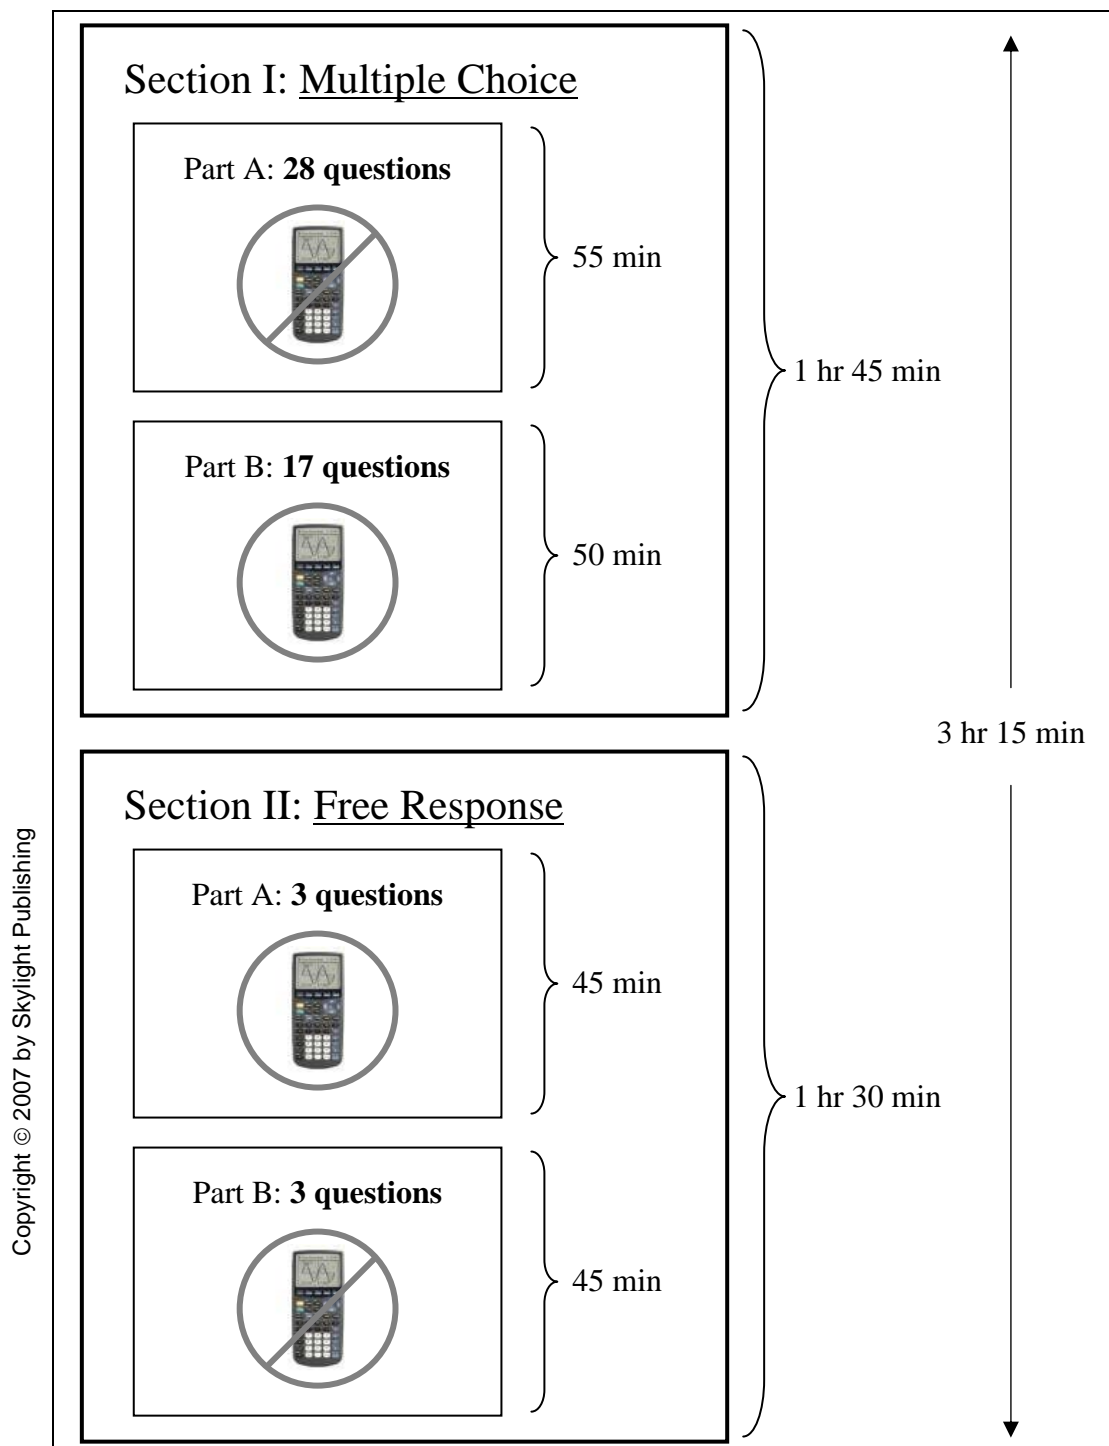 Section I: Multiple Choice
Part A: 28 questions
55 min
1 hr 45 min
Part B: 17 questions
50 min
3 hr 15 min
Section II: Free Response
Part A: 3 questions
45 min
1 hr 30 min
Part B: 3 questions
45 min
Copyright © 2007 by Skylight Publishing